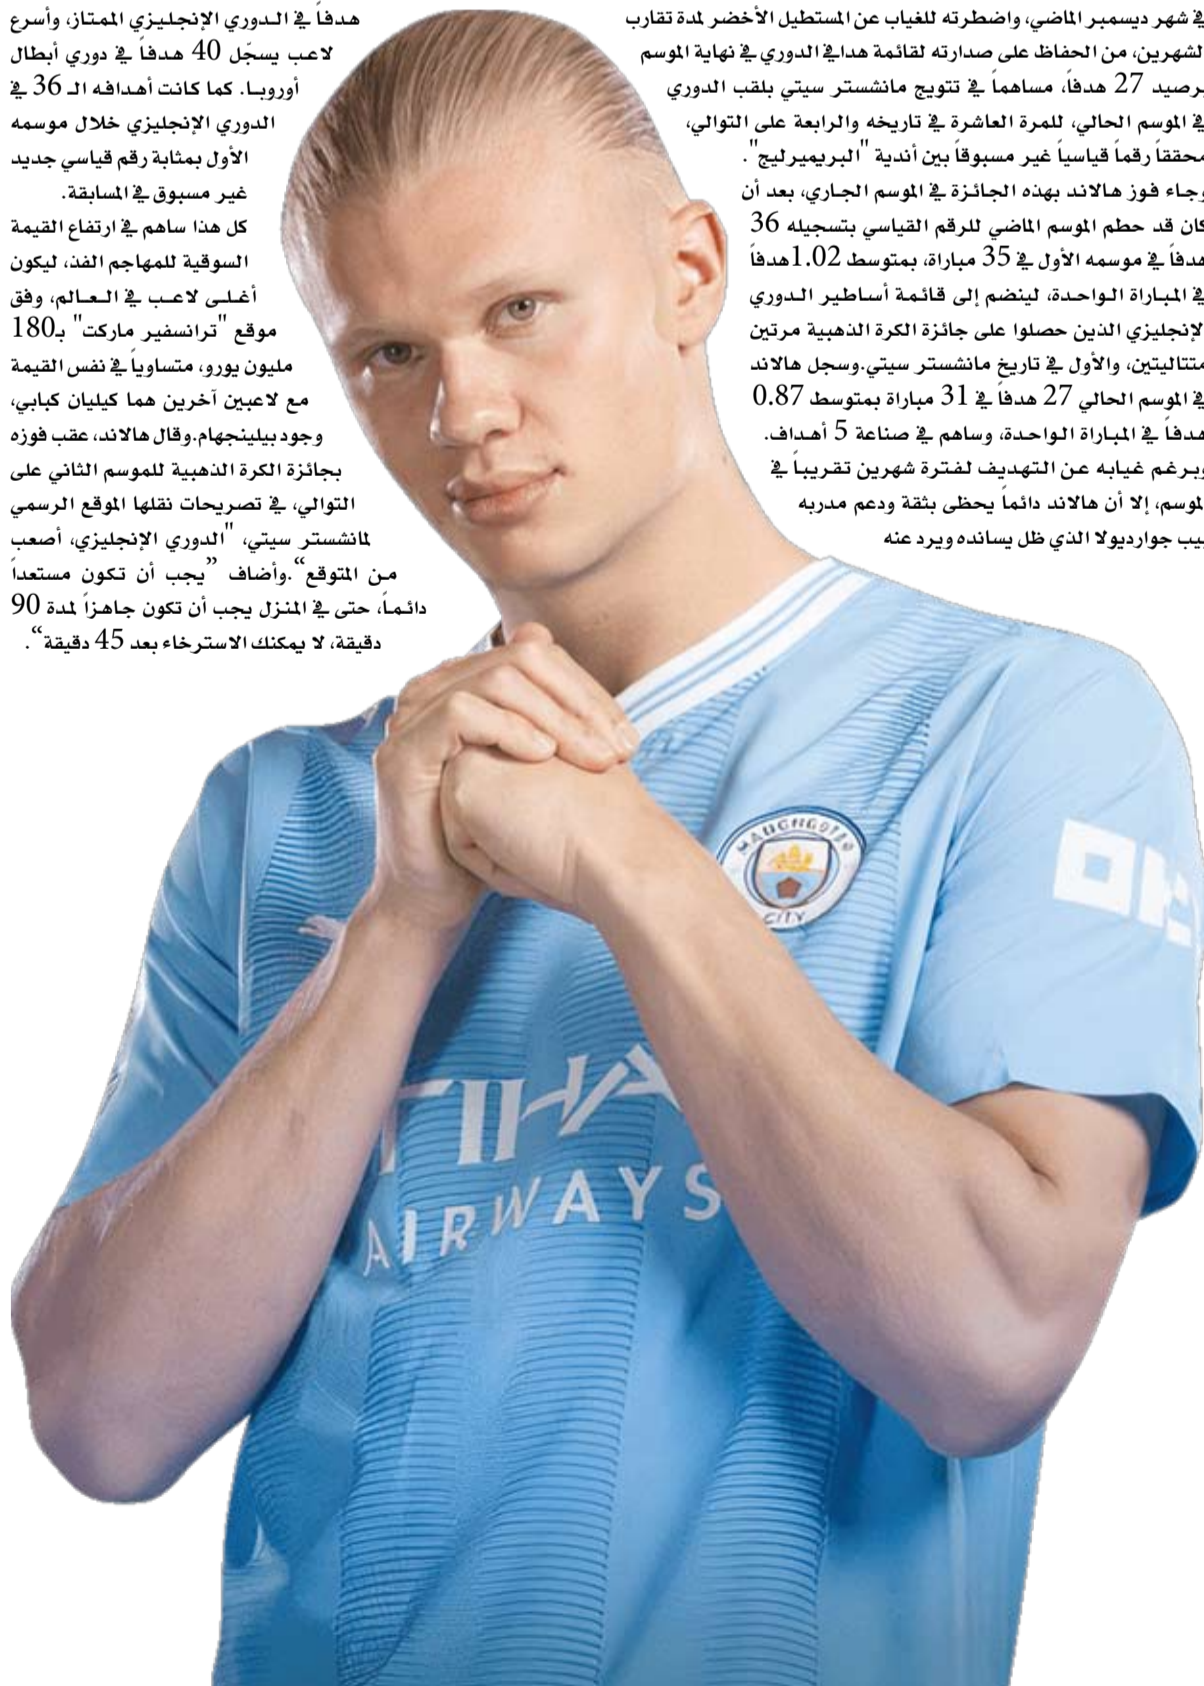 في شهر ديسمبر الماضي، واضطرته للغياب عن المستطيل الأخضر لمدة تقارب
الشهرين، من الحفاظ على صدارته لقائمة هدافي الدوري في نهاية الموسم
برصيد 27 هدفاً، مساهماً في تتويج مانشستر سيتي بلقب الدوري
في الموسم الحالي، للمرة العاشرة في تاريخه والرابعة على التوالي،
محققاً رقماً قياسياً غير مسبوقاً بين أندية "البريميرليج".
وجاء فوز هالاند بهذه الجائزة في الموسم الجاري، بعد أن
كان قد حطم الموسم الماضي للرقم القياسي بتسجيله 36
هدفاً في موسمه الأول في 35 مباراة، بمتوسط 1.02هدفاً
في المباراة الواحدة، لينضم إلى قائمة أساطير الدوري
الإنجليزي الذين حصلوا على جائزة الكرة الذهبية مرتين
متتاليتين، والأول في تاريخ مانشستر سيتي.وسجل هالاند
في الموسم الحالي 27 هدفاً في 31 مباراة بمتوسط 0.87
هدفاً في المباراة الواحدة، وساهم في صناعة 5 أهداف.
وبرغم غيابه عن التهديف لفترة شهرين تقريباً في
الموسم، إلا أن هالاند دائماً يحظى بثقة ودعم مدربه
بيب جوارديولا الذي ظل يسانده ويرد عنه
هدفاً في الدوري الإنجليزي الممتاز، وأسرع
لاعب يسجّل 40 هدفاً في دوري أبطال
أوروبا. كما كانت أهدافه الـ 36 في
الدوري الإنجليزي خلال موسمه
الأول بمثابة رقم قياسي جديد
غير مسبوق في المسابقة.
كل هذا ساهم في ارتفاع القيمة
السوقية للمهاجم الفذ، ليكون
أغلى لاعب في العالم، وفق
موقع "ترانسفير ماركت" بـ180
مليون يورو، متساوياً في نفس القيمة
مع لاعبين آخرين هما كيليان كبابي،
وجود بيلينجهام.وقال هالاند، عقب فوزه
بجائزة الكرة الذهبية للموسم الثاني على
التوالي، في تصريحات نقلها الموقع الرسمي
لمانشستر سيتي، "الدوري الإنجليزي، أصعب
من المتوقع“.وأضاف ”يجب أن تكون مستعداً
دائماً، حتى في المنزل يجب أن تكون جاهزاً لمدة 90
دقيقة، لا يمكنك الاسترخاء بعد 45 دقيقة“.
MANCHESTER
CITY
TIHA
AIRWAYS